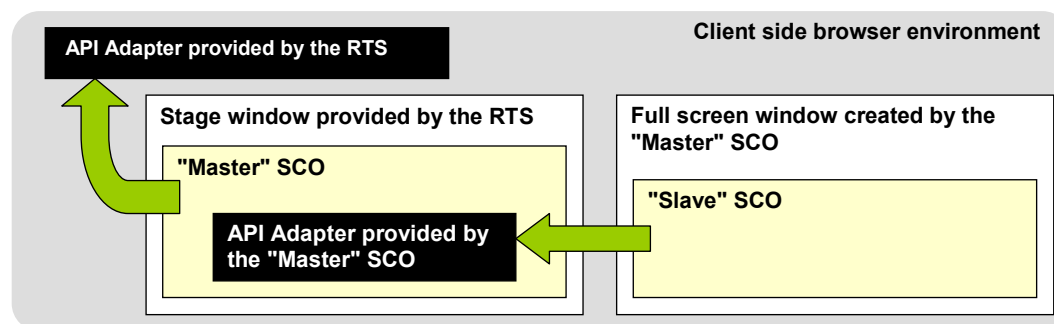 Client side browser environment
API Adapter provided by the RTS
Stage window provided by the RTS
"Master" SCO
API Adapter provided by
the "Master" SCO
Full screen window created by the
"Master" SCO
"Slave" SCO